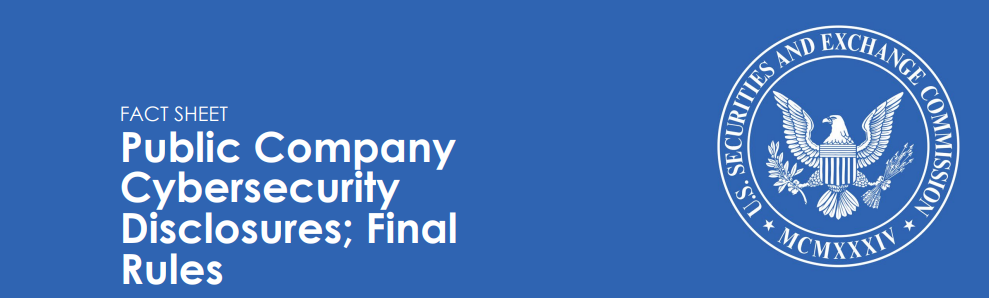 FACT SHEET
Public Company
Cybersecurity
Disclosures; Final
Rules
U.S. SECURITIES AND EXCHANGE COMMISSION
MCMXXXIV